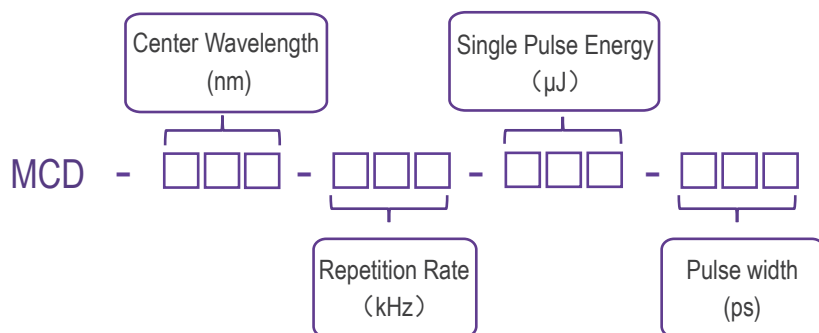 Center Wavelength
(nm)
Single Pulse Energy
（μJ）
MCD - □□□ - □□□ - □□□ - □□□
Repetition Rate
（kHz）
Pulse width
(ps)